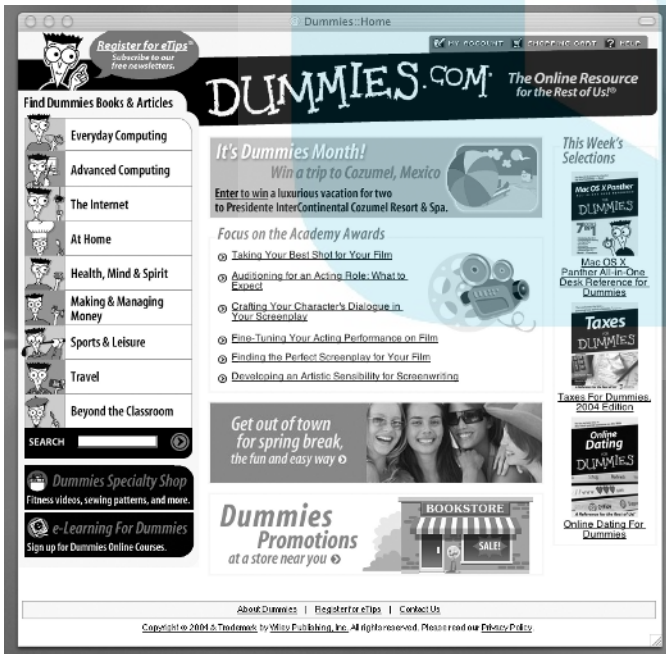 Dummies::Home
MY ACCOUNT SHOPPING CART ? HELP
Register for eTips®
Subscribe to our
free newsletters.
DUMMIES.COM™
The Online Resource
for the Rest of Us!®
Find Dummies Books & Articles
Everyday Computing
Advanced Computing
The Internet
At Home
Health, Mind & Spirit
Making & Managing
Money
Sports & Leisure
Travel
Beyond the Classroom
SEARCH
Dummies Specialty Shop
Fitness videos, sewing patterns, and more.
e-Learning For Dummies
Sign up for Dummies Online Courses.
It's Dummies Month!
Win a trip to Cozumel, Mexico
Enter to win a luxurious vacation for two
to Presidente InterContinental Cozumel Resort & Spa.
Focus on the Academy Awards
Taking Your Best Shot for Your Film
Auditioning for an Acting Role: What to
Expect
Crafting Your Character's Dialogue in
Your Screenplay
Fine-Tuning Your Acting Performance on Film
Finding the Perfect Screenplay for Your Film
Developing an Artistic Sensibility for Screenwriting
Get out of town
for spring break,
the fun and easy way
Dummies
Promotions
at a store near you
BOOKSTORE
SALE!
This Week's
Selections
Mac OS X Panther
FOR
DUMMIES
Mac OS X
Panther All-in-One
Desk Reference for
Dummies
Taxes
FOR
DUMMIES
Taxes For Dummies,
2004 Edition
Online
Dating
FOR
DUMMIES
Online Dating For
Dummies
About Dummies | Register for eTips | Contact Us
Copyright © 2004 & Trademark by Wiley Publishing, Inc. All rights reserved. Please read our Privacy Policy.